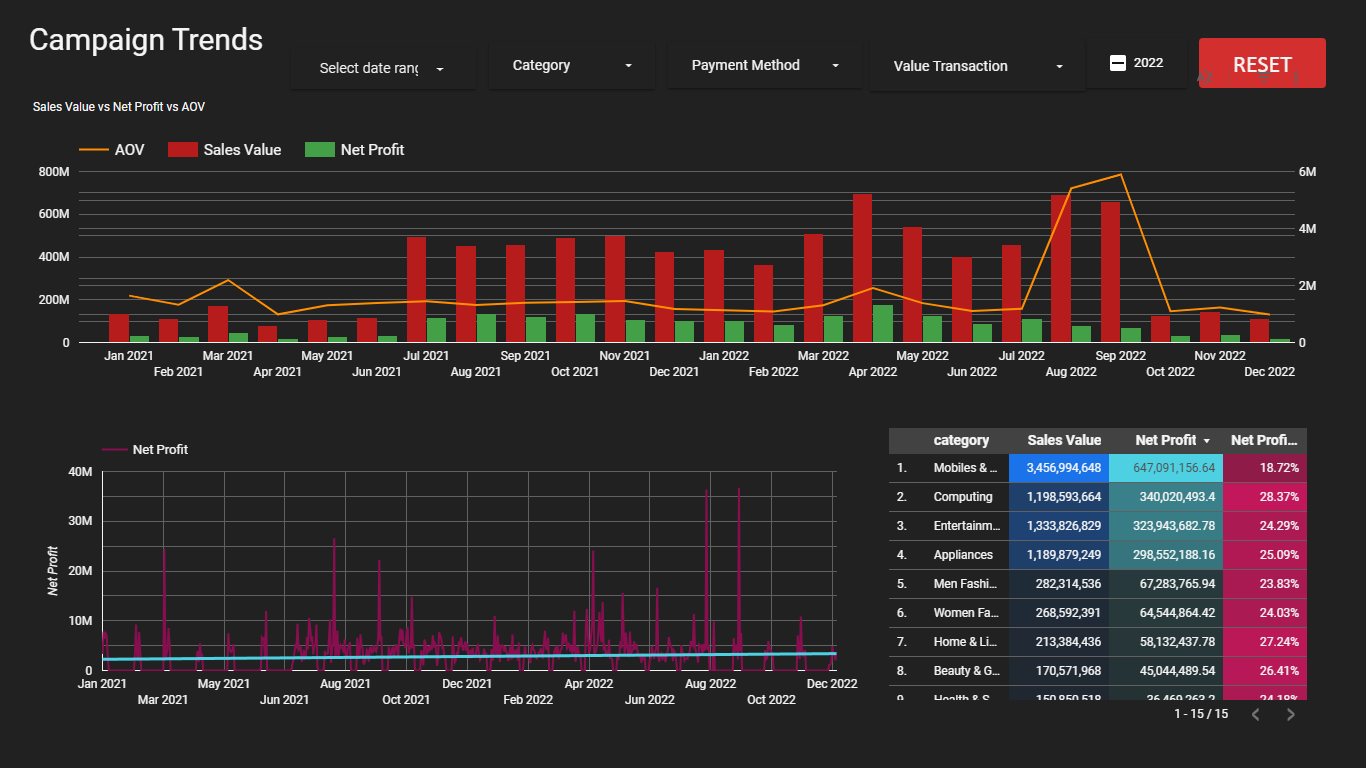 Campaign Trends
Select date rang
Category
Payment Method
Value Transaction
2022
RESET
Sales Value vs Net Profit vs AOV
AOV Sales Value Net Profit
800M 6M
600M
4M
400M
2M
200M
0 0
Jan 2021 Mar 2021 May 2021 Jul 2021 Sep 2021 Nov 2021 Jan 2022 Mar 2022 May 2022 Jul 2022 Sep 2022 Nov 2022
Feb 2021 Apr 2021 Jun 2021 Aug 2021 Oct 2021 Dec 2021 Feb 2022 Apr 2022 Jun 2022 Aug 2022 Oct 2022 Dec 2022
Net Profit
40M
30M
20M
10M
0
Net Profit
Jan 2021 May 2021 Aug 2021 Dec 2021 Apr 2022 Aug 2022 Dec 2022
Mar 2021 Jun 2021 Oct 2021 Feb 2022 Jun 2022 Oct 2022
category Sales Value Net Profit Net Profi...
1. Mobiles & ... 3,456,994,648 647,091,156.64 18.72%
2. Computing 1,198,593,664 340,020,493.4 28.37%
3. Entertainm... 1,333,826,829 323,943,682.78 24.29%
4. Appliances 1,189,879,249 298,552,188.16 25.09%
5. Men Fashi... 282,314,536 67,283,765.94 23.83%
6. Women Fa... 268,592,391 64,544,864.42 24.03%
7. Home & Li... 213,384,436 58,132,437.78 27.24%
8. Beauty & G... 170,571,968 45,044,489.54 26.41%
9. Health & S... 150,850,518 36,469,263.2 24.18%
1 - 15 / 15